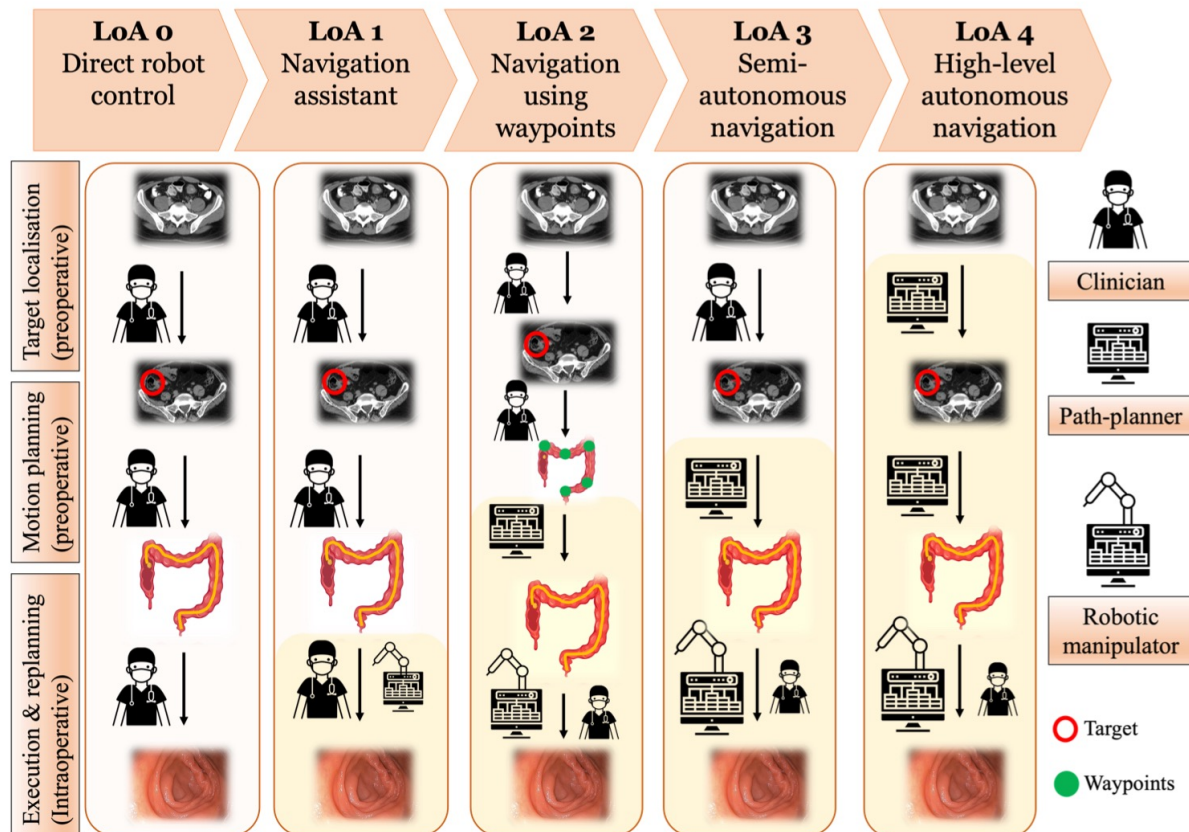 LoA 0
Direct robot
control
LoA 1
Navigation
assistant
LoA 2
Navigation
using
waypoints
LoA 3
Semi-
autonomous
navigation
LoA 4
High-level
autonomous
navigation
Target localisation
(preoperative)
Motion planning
(preoperative)
Execution & replanning
(Intraoperative)
Clinician
Path-planner
Robotic
manipulator
Target
Waypoints